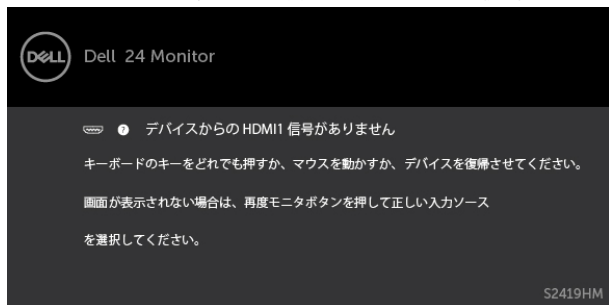 DELL
Dell 24 Monitor
? デバイスからの HDMI1 信号がありません
キーボードのキーをどれでも押すか、マウスを動かすか、デバイスを復帰させてください。
画面が表示されない場合は、再度モニタボタンを押して正しい入力ソース
を選択してください。
S2419HM